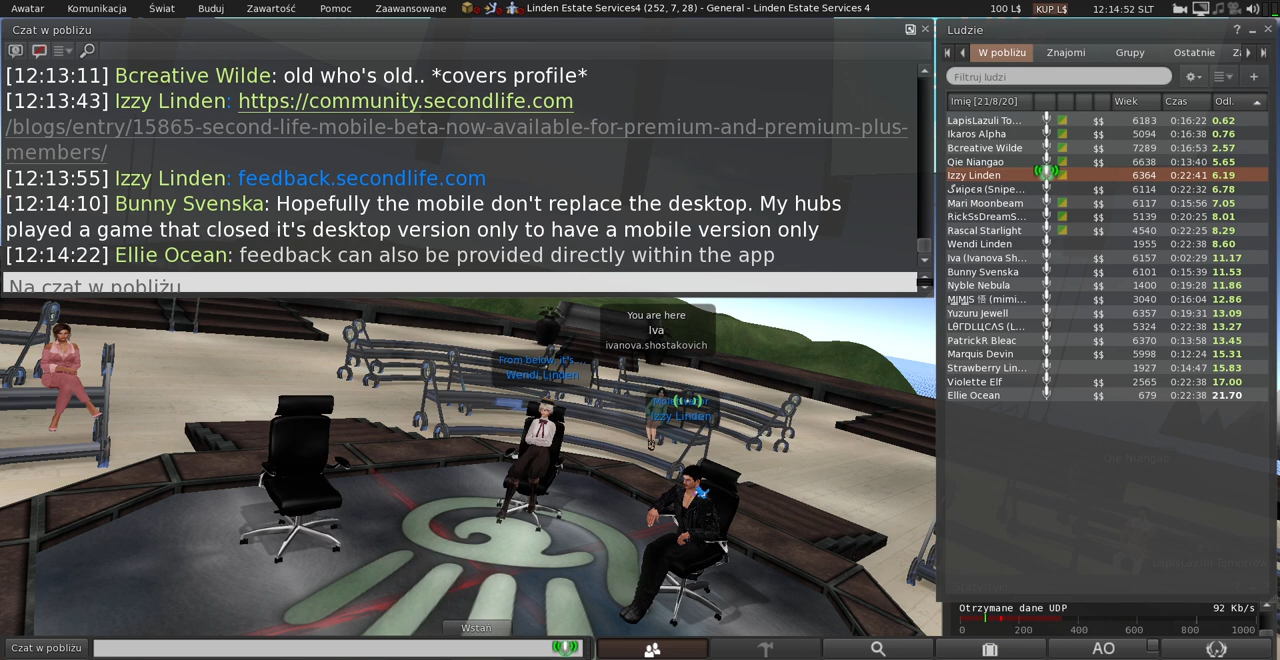 Awatar Komunikacja Świat Buduj Zawartość Pomoc Zaawansowane Linden Estate Services4 (252, 7, 28) - General - Linden Estate Services 4 100 L$ KUP L$ 12:14:52 SLT
Czat w pobliżu
[12:13:11] Bcreative Wilde: old who's old.. *covers profile*
[12:13:43] Izzy Linden: https://community.secondlife.com
/blogs/entry/15865-second-life-mobile-beta-now-available-for-premium-and-premium-plus-
members/
[12:13:55] Izzy Linden: feedback.secondlife.com
[12:14:10] Bunny Svenska: Hopefully the mobile don't replace the desktop. My hubs
played a game that closed it's desktop version only to have a mobile version only
[12:14:22] Ellie Ocean: feedback can also be provided directly within the app
Na czat w pobliżu
You are here
Iva
ivanova.shostakovich
From below, it's ...
Wendi Linden
Izzy Linden
Wstań
Ludzie
W pobliżu Znajomi Grupy Ostatnie
Filtruj ludzi
Imię [21/8/20] Wiek Czas Odl.
LapisLazuli To... $$ 6183 0:16:22 0.62
Ikaros Alpha $$ 5094 0:16:38 0.76
Bcreative Wilde $$ 7289 0:16:53 2.57
Qie Niangao $$ 6638 0:13:40 5.65
Izzy Linden 6364 0:22:41 6.19
(Snipe... $$ 6114 0:22:32 6.78
Mari Moonbeam $$ 6117 0:15:56 7.05
RickSsDreamS... $$ 5139 0:20:25 8.01
Rascal Starlight $$ 4540 0:22:25 8.29
Wendi Linden 1955 0:22:38 8.60
Iva (Ivanova Sh... $$ 6157 0:02:29 11.17
Bunny Svenska $$ 6101 0:15:39 11.53
Nyble Nebula $$ 1400 0:19:28 11.86
(mimi... $$ 3040 0:16:04 12.86
Yuzuru Jewell $$ 6357 0:19:31 13.09
(L... $$ 5324 0:22:38 13.27
PatrickR Bleac $$ 6370 0:13:58 13.45
Marquis Devin $$ 5998 0:12:24 15.31
Strawberry Lin... 1927 0:14:47 15.83
Violette Elf $$ 2565 0:22:38 17.00
Ellie Ocean $$ 679 0:22:38 21.70
Qie Niangao
Otrzymane dane UDP 92 Kb/s
0 200 400 600 800 1000
Czat w pobliżu
AO